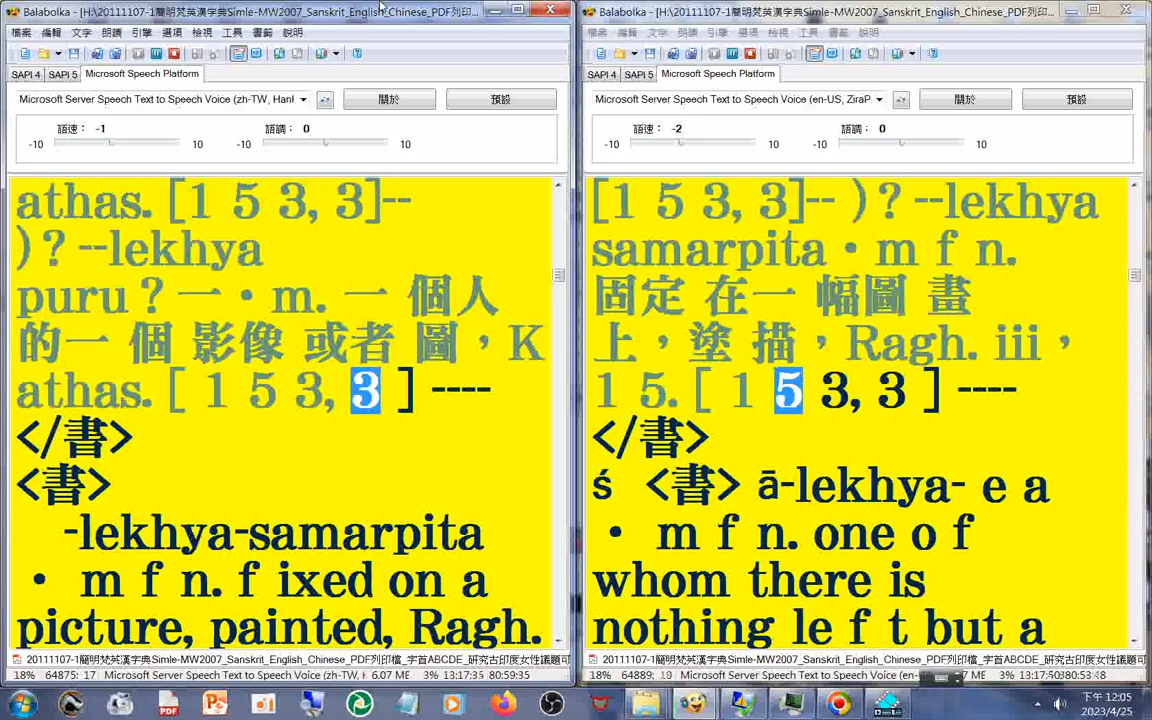 Balabolka - [H:\20111107-1簡明梵英漢字典Simle-MW2007_Sanskrit_English_Chinese_PDF列印...
檔案 編輯 文字 朗讀 引擎 選項 檢視 工具 書籤 說明
SAPI 4 SAPI 5 Microsoft Speech Platform
Microsoft Server Speech Text to Speech Voice (zh-TW, HanH
關於 預設
語速： -1 語調： 0
-10 10 -10 10
athas. [1 5 3, 3]--
)? --lekhya
puru ? 一 • m. 一 個人
的一 個 影像 或者 圖，K
athas. [ 1 5 3, 3 ] ----
</書>
<書>
-lekhya-samarpita
• m f n. f ixed on a
picture, painted, Ragh.
20111107-1簡明梵英漢字典Simle-MW2007_Sanskrit_English_Chinese_PDF列印檔_字首ABCDE_研究古印度女性議題可
18% 64875: 17 Microsoft Server Speech Text to Speech Voice (zh-TW, H 6.07 ME 3% 13:17:35 80:59:35
Balabolka - [H:\20111107-1簡明梵英漢字典Simle-MW2007_Sanskrit_English_Chinese_PDF列印...
檔案 編輯 文字 朗讀 引擎 選項 檢視 工具 書籤 說明
SAPI 4 SAPI 5 Microsoft Speech Platform
Microsoft Server Speech Text to Speech Voice (en-US, ZiraP
關於 預設
語速： -2 語調： 0
-10 10 -10 10
[1 5 3, 3]-- )? --lekhya
samarpita • m f n.
固定 在一 幅圖 畫
上，塗 描，Ragh. iii，
1 5. [ 1 5 3, 3 ] ----
</書>
ś <書> ā-lekhya- e a
• m f n. one o f
whom there is
nothing le f t but a
20111107-1簡明梵英漢字典Simle-MW2007_Sanskrit_English_Chinese_PDF列印檔_字首ABCDE_研究古印度女性議題可
18% 64889: 19 Microsoft Server Speech Text to Speech Voice (en-US, 6.07 MB 3% 13:17:50 80:53:48
下午 12:05
2023/4/25